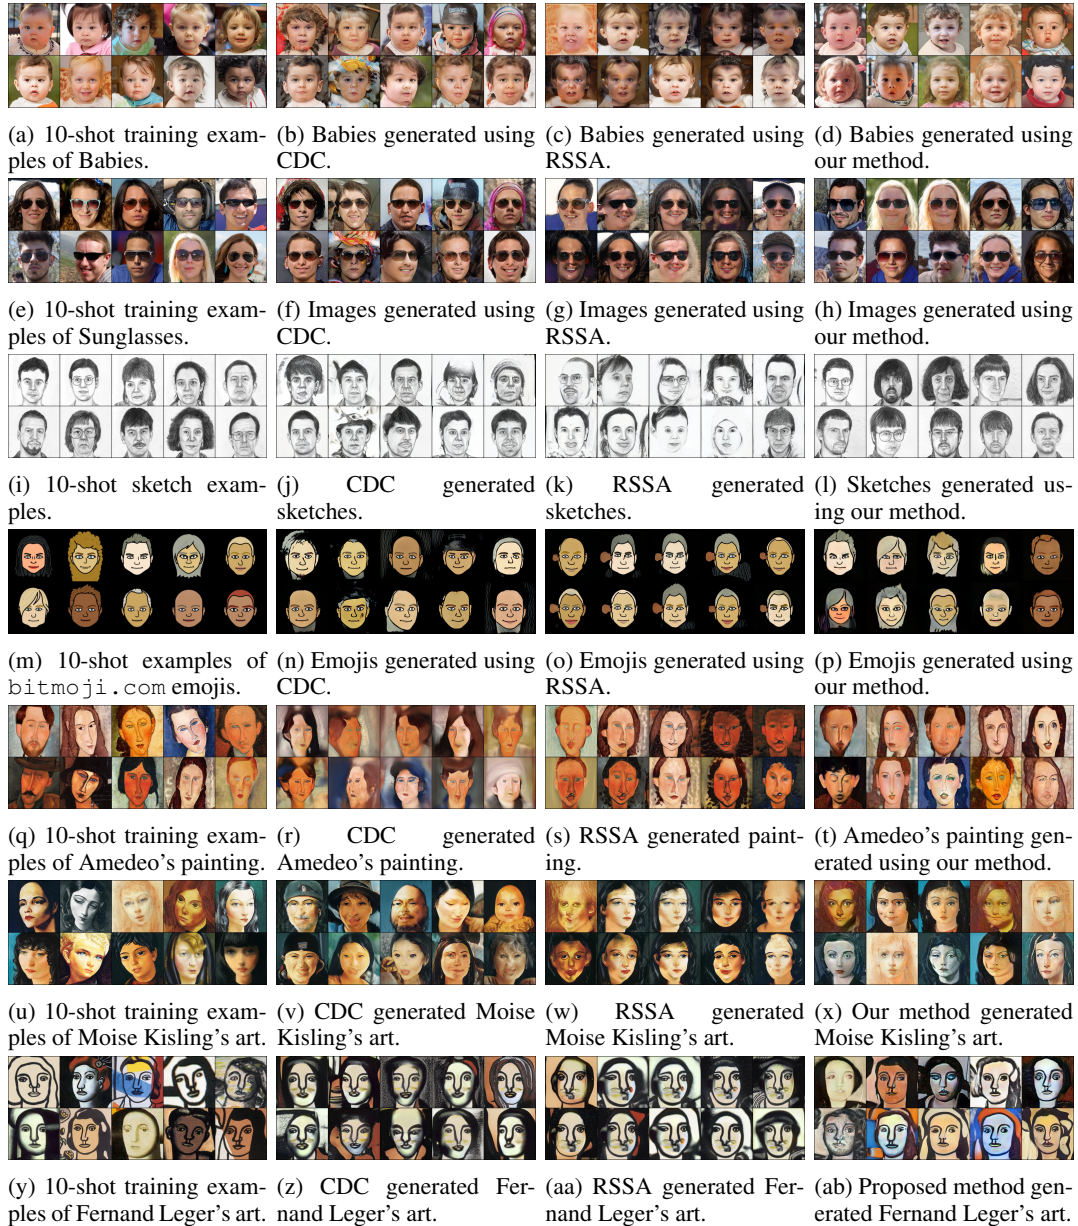 (a) 10-shot training exam-
ples of Babies.
(b) Babies generated using
CDC.
(c) Babies generated using
RSSA.
(d) Babies generated using
our method.
(e) 10-shot training exam-
ples of Sunglasses.
(f) Images generated using
CDC.
(g) Images generated using
RSSA.
(h) Images generated using
our method.
(i) 10-shot sketch exam-
ples.
(j) CDC generated
sketches.
(k) RSSA generated
sketches.
(l) Sketches generated us-
ing our method.
(m) 10-shot examples of
bitmoji.com emojis.
(n) Emojis generated using
CDC.
(o) Emojis generated using
RSSA.
(p) Emojis generated using
our method.
(q) 10-shot training exam-
ples of Amedeo's painting.
(r) CDC generated
Amedeo's painting.
(s) RSSA generated paint-
ing.
(t) Amedeo's painting gen-
erated using our method.
(u) 10-shot training exam-
ples of Moise Kisling's art.
(v) CDC generated Moise
Kisling's art.
(w) RSSA generated
Moise Kisling's art.
(x) Our method generated
Moise Kisling's art.
(y) 10-shot training exam-
ples of Fernand Leger's art.
(z) CDC generated Fer-
nand Leger's art.
(aa) RSSA generated Fer-
nand Leger's art.
(ab) Proposed method gen-
erated Fernand Leger's art.